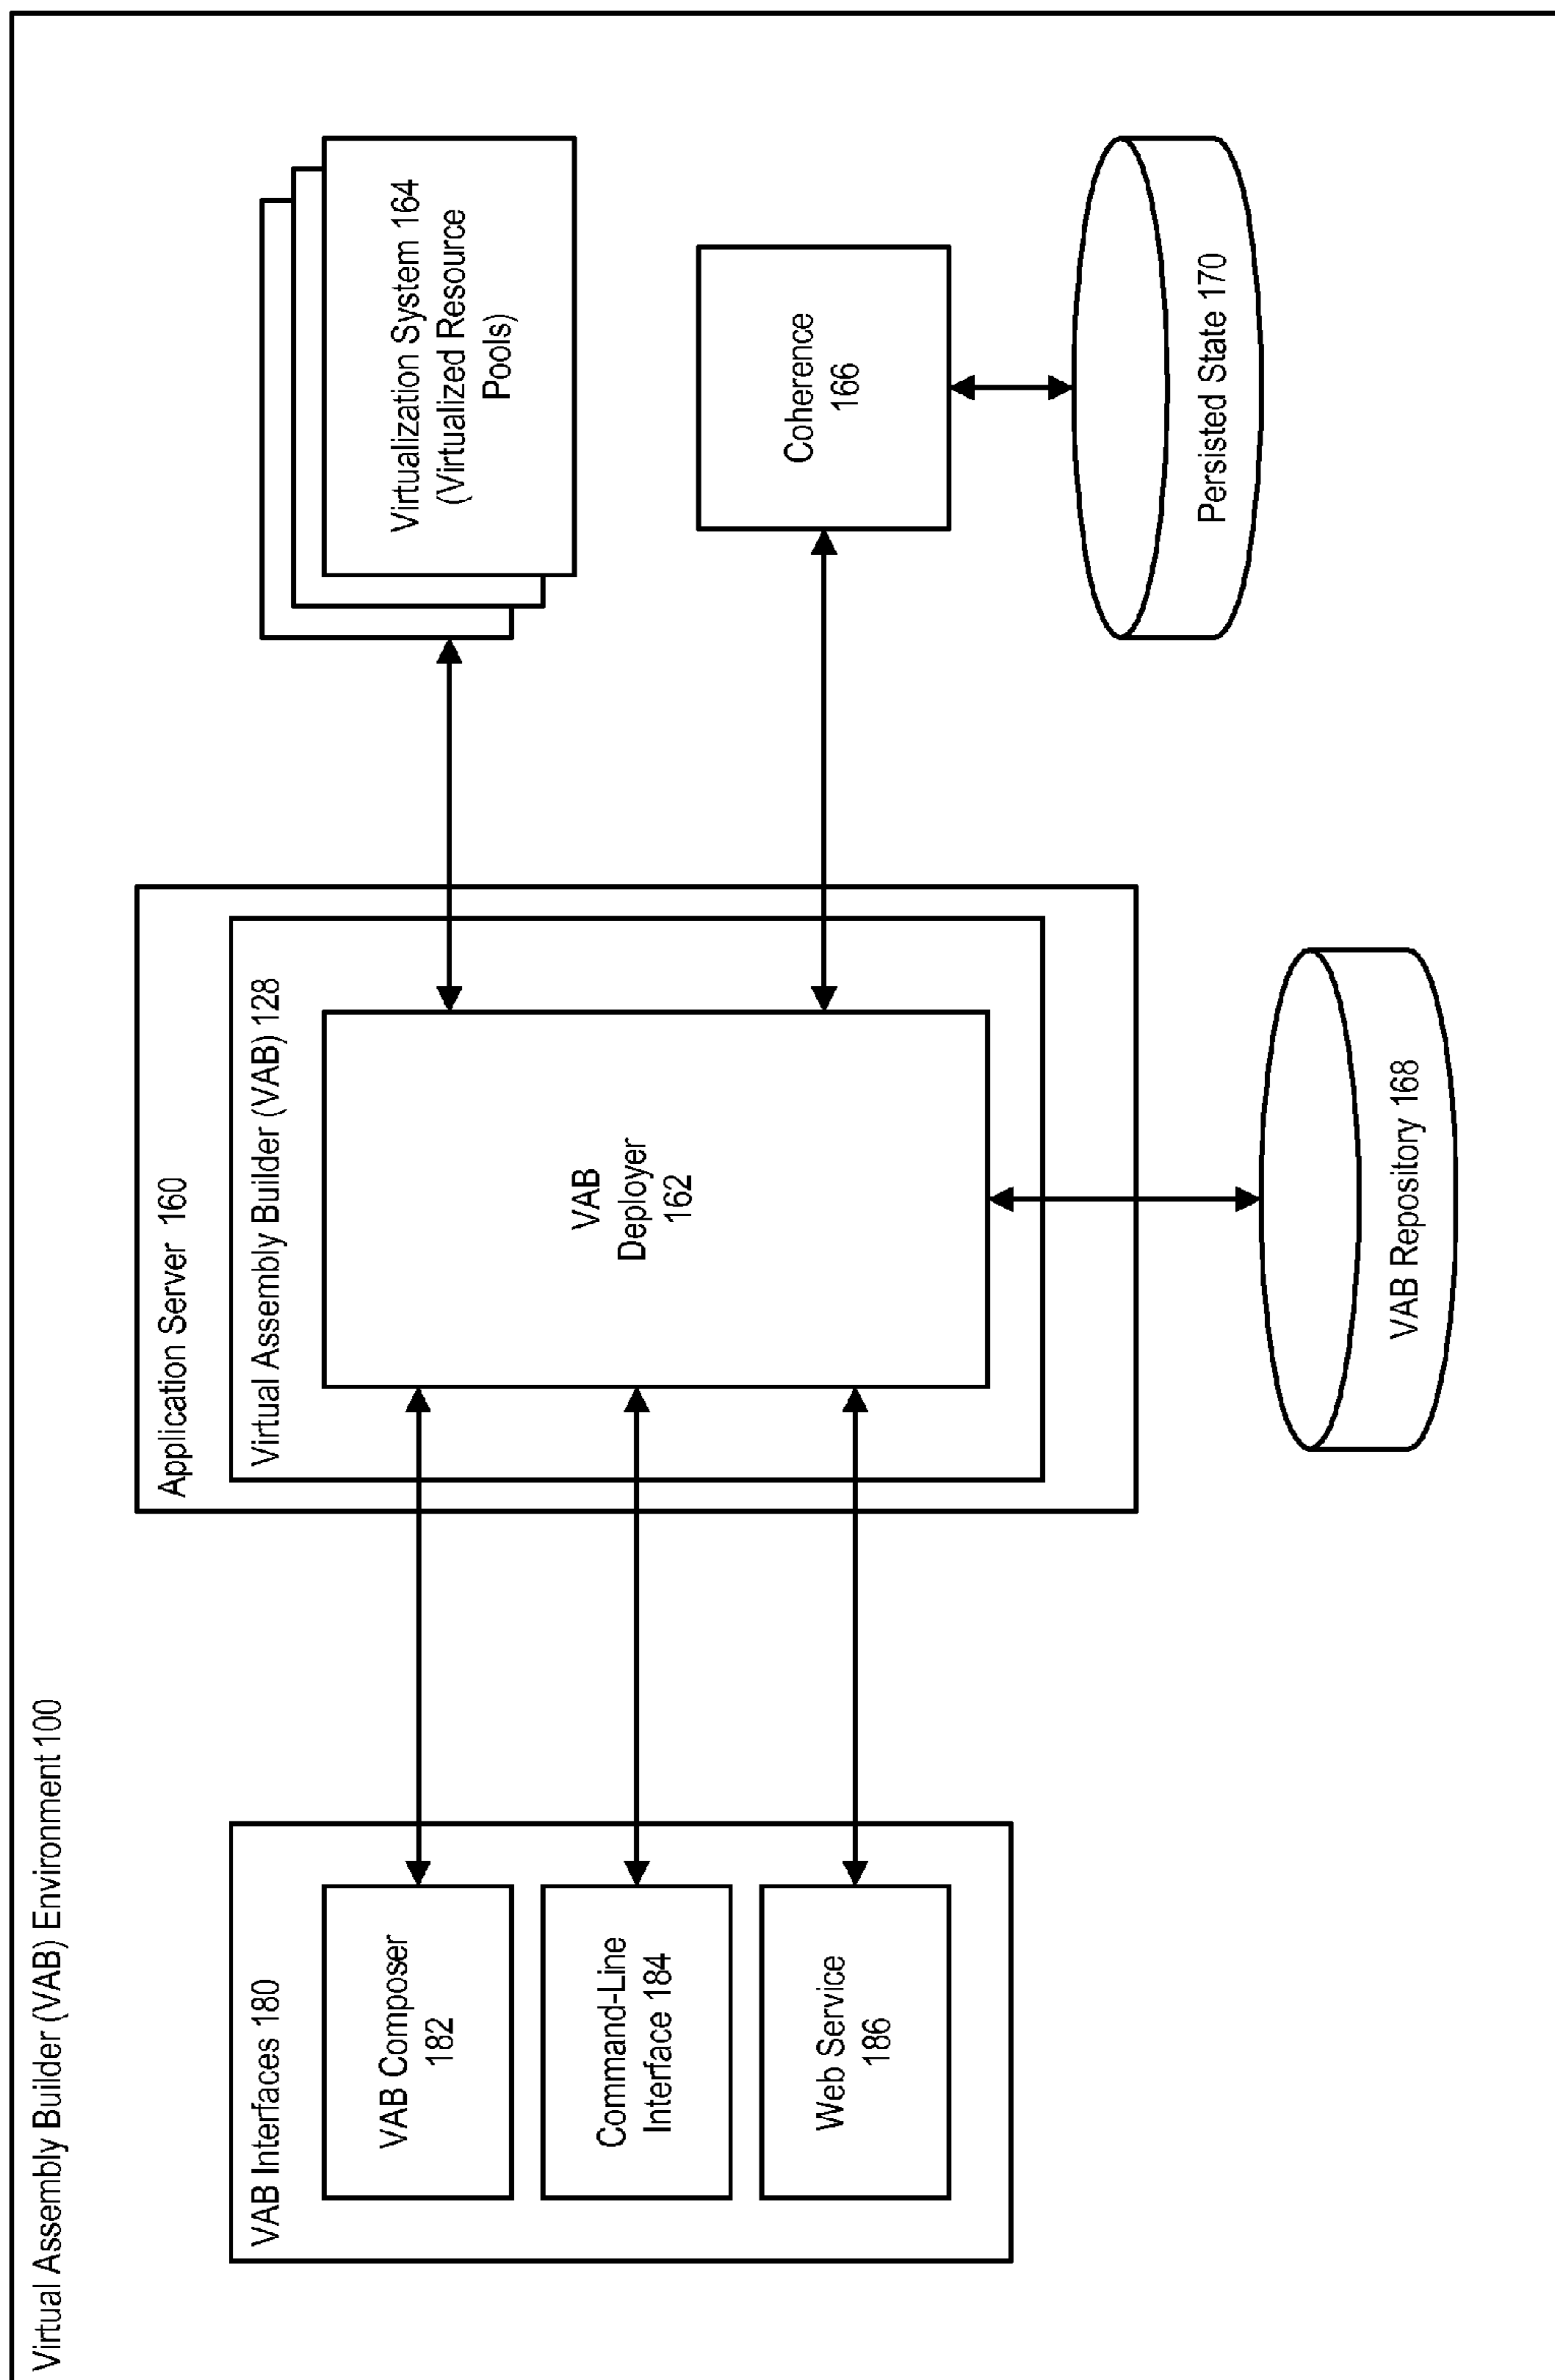 Virtual Assembly Builder (VAB) Environment 100
VAB Interfaces 180
VAB Composer
182
Command-Line
Interface 184
Web Service
186
Application Server 160
Virtual Assembly Builder (VAB) 128
VAB
Deployer
162
VAB Repository 168
Virtualization System 164
(Virtualized Resource
Pools)
Coherence
166
Persisted State 170